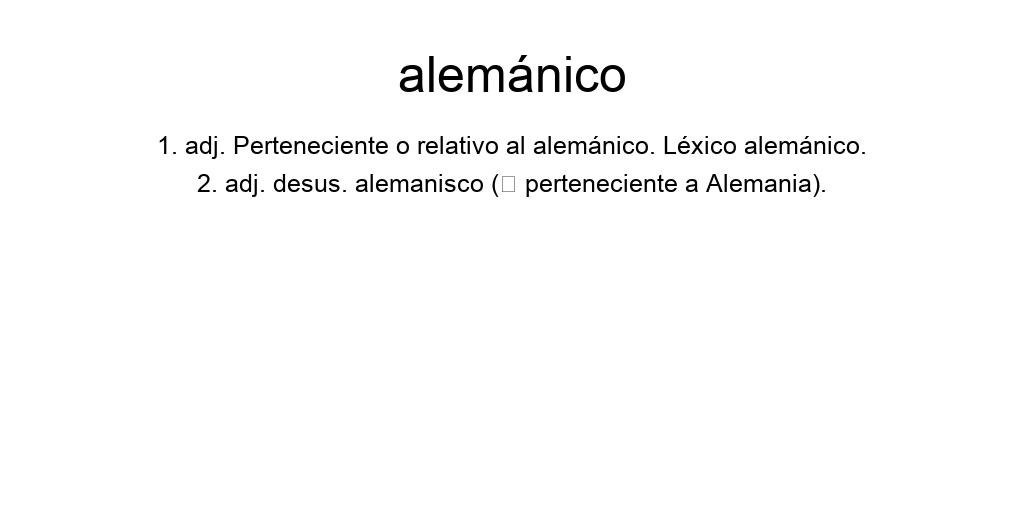 alemánico
1. adj. Perteneciente o relativo al alemánico. Léxico alemánico.
2. adj. desus. alemanisco (▯ perteneciente a Alemania).